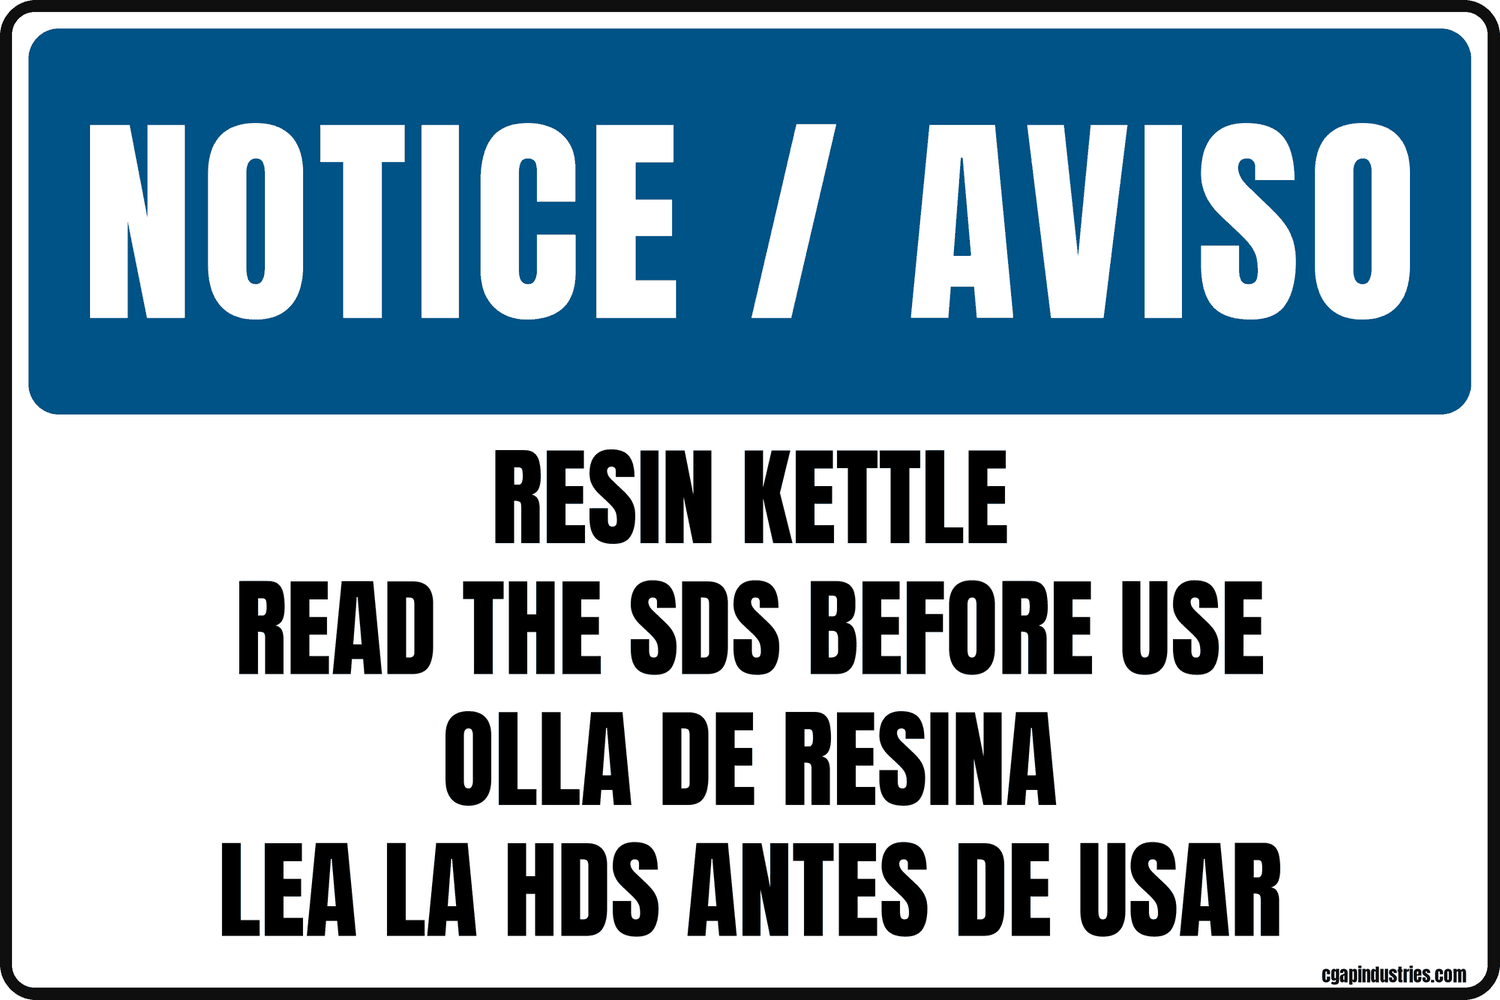 NOTICE / AVISO
RESIN KETTLE
READ THE SDS BEFORE USE
OLLA DE RESINA
LEA LA HDS ANTES DE USAR
cgapindustries.com